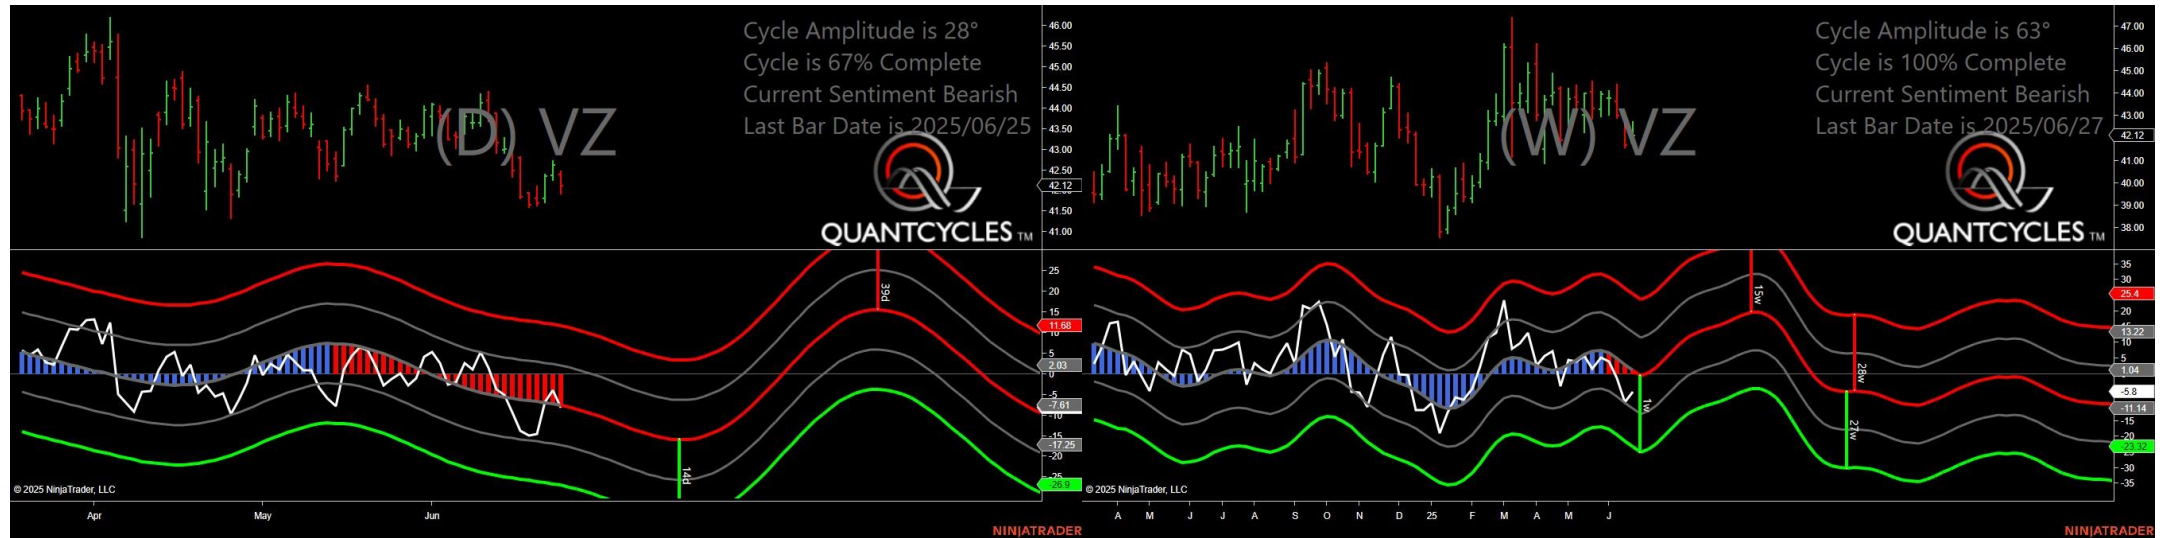 Cycle Amplitude is 28°
Cycle is 67% Complete
Current Sentiment Bearish
Last Bar Date is 2025/06/25
(D) VZ
QUANTCYCLES TM
46.00
45.50
45.00
44.50
44.00
43.50
43.00
42.50
42.12
41.50
41.00
39d
14d
25
20
15
11.68
10
5
2.03
0
-5
-7.61
-10
-15
-17.25
-20
-26.9
© 2025 NinjaTrader, LLC
Apr May Jun
NINJATRADER
Cycle Amplitude is 63°
Cycle is 100% Complete
Current Sentiment Bearish
Last Bar Date is 2025/06/27
(W) VZ
QUANTCYCLES TM
47.00
46.00
45.00
44.00
43.00
42.12
41.00
40.00
39.00
38.00
15w
1w
28w
27w
35
30
25.4
20
13.22
10
5
1.04
-5.8
-11.14
-15
-20
-23.32
-30
-35
© 2025 NinjaTrader, LLC
A M J J A S O N D 25 F M A M J
NINJATRADER